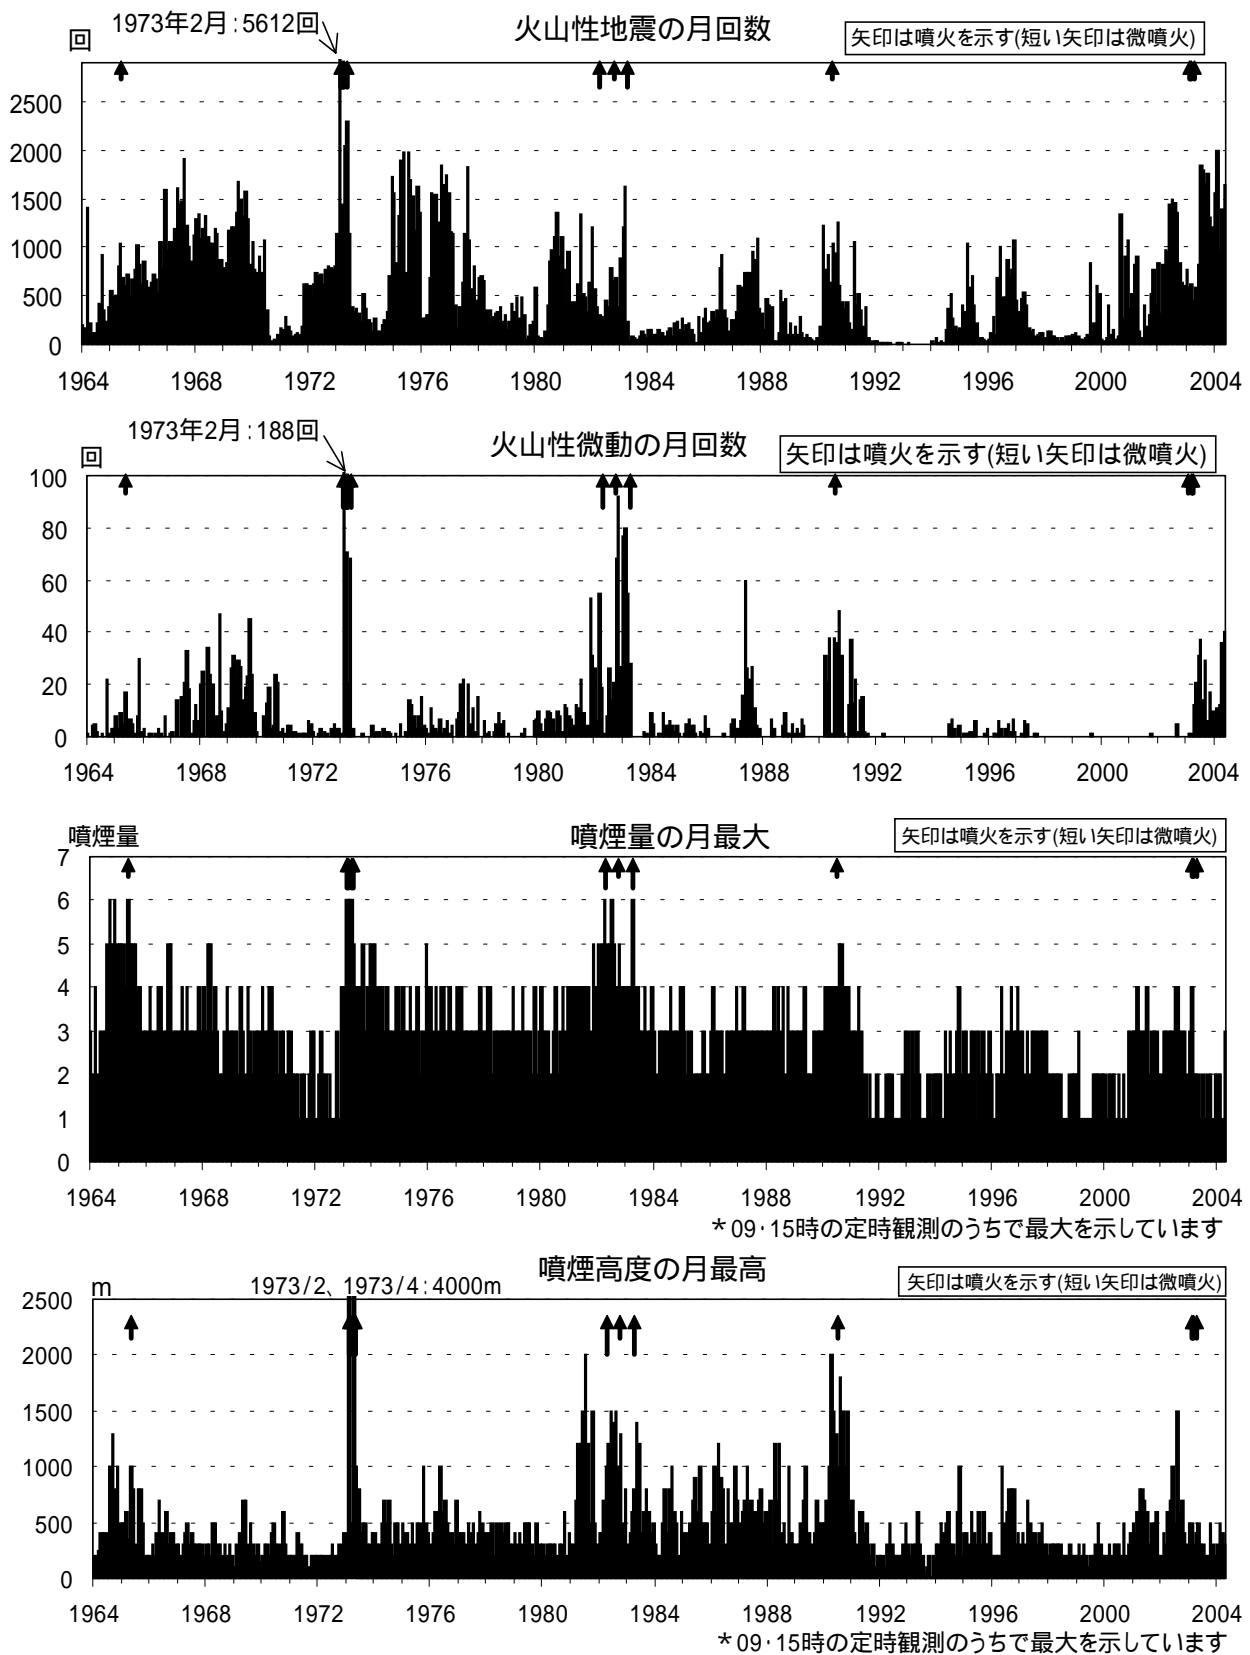 1973年2月:5612回
火山性地震の月回数
回
矢印は噴火を示す(短い矢印は微噴火)
2500
2000
1500
1000
500
0
1964 1968 1972 1976 1980 1984 1988 1992 1996 2000 2004
1973年2月:188回
火山性微動の月回数
回
矢印は噴火を示す(短い矢印は微噴火)
100
80
60
40
20
0
1964 1968 1972 1976 1980 1984 1988 1992 1996 2000 2004
噴煙量
噴煙量の月最大
矢印は噴火を示す(短い矢印は微噴火)
7
6
5
4
3
2
1
0
1964 1968 1972 1976 1980 1984 1988 1992 1996 2000 2004
*09・15時の定時観測のうちで最大を示しています
噴煙高度の月最高
m
1973/2、1973/4:4000m
矢印は噴火を示す(短い矢印は微噴火)
2500
2000
1500
1000
500
0
1964 1968 1972 1976 1980 1984 1988 1992 1996 2000 2004
*09・15時の定時観測のうちで最大を示しています